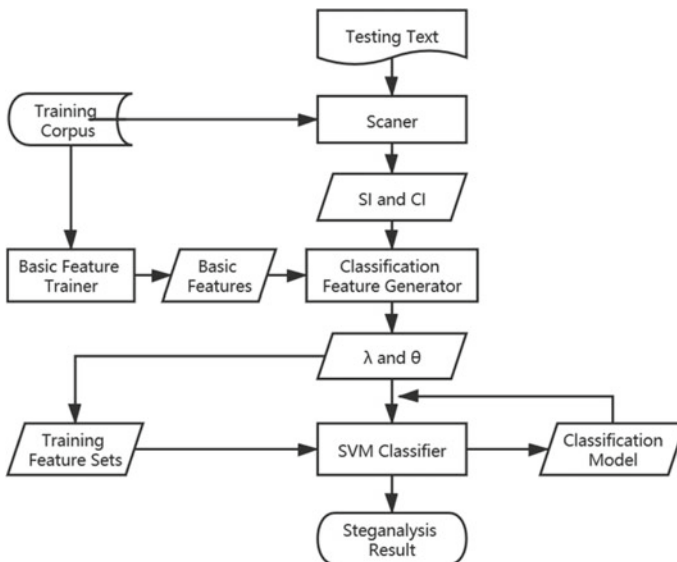 Testing Text
Training
Corpus
Scaner
SI and CI
Basic Feature
Trainer
Basic
Features
Classification
Feature Generator
λ and θ
Training
Feature Sets
SVM Classifier
Classification
Model
Steganalysis
Result